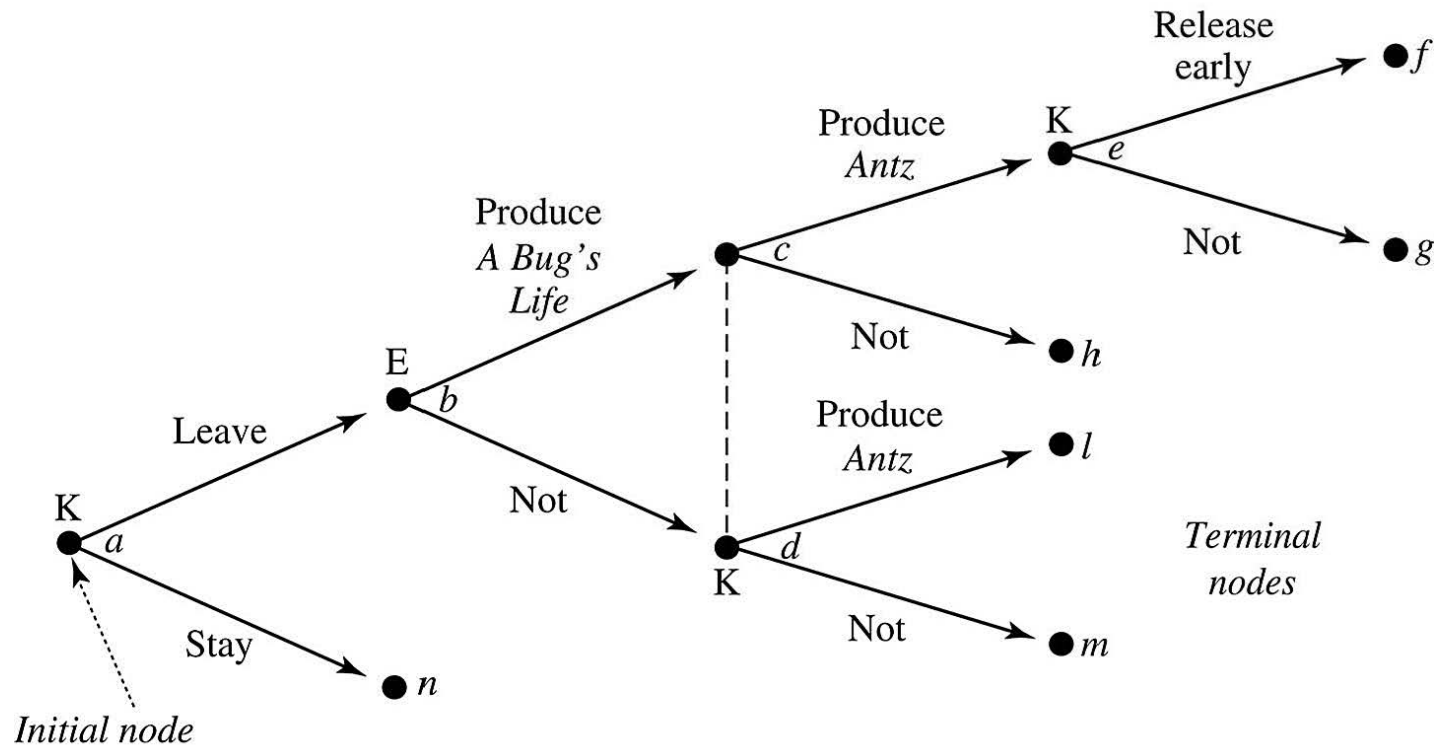 Release
early
f
Produce
Antz
K
e
Not
g
Produce
A Bug's
Life
c
Not
h
E
b
Produce
Antz
l
Leave
Not
K
a
d
K
Terminal
nodes
Not
m
Stay
n
Initial node